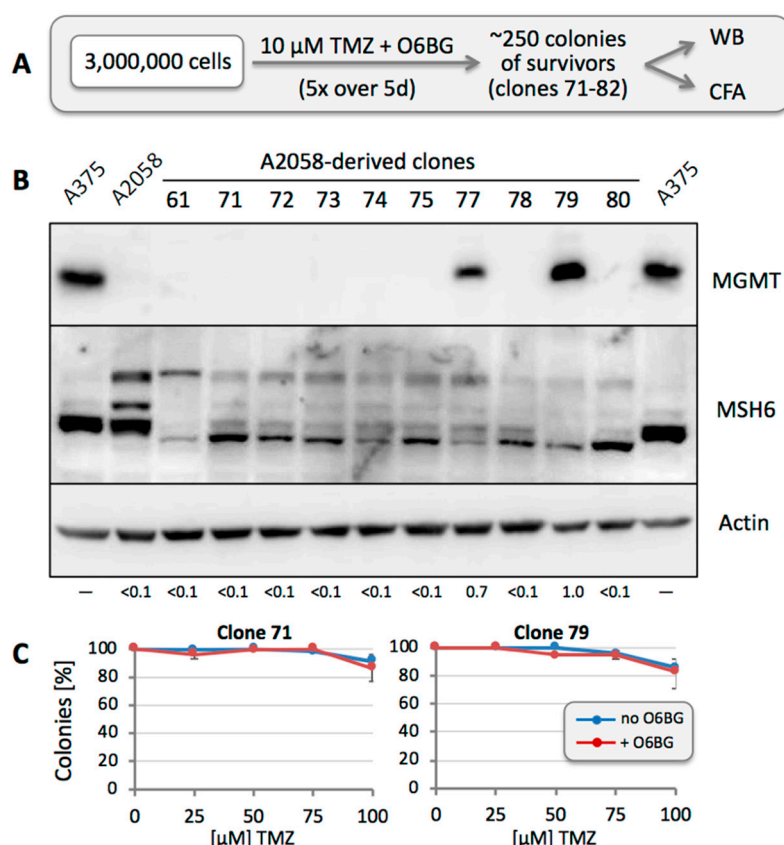 A
3,000,000 cells
10 µM TMZ + O6BG
(5x over 5d)
~250 colonies
of survivors
(clones 71-82)
WB
CFA
B
A2058-derived clones
A375 A2058 61 71 72 73 74 75 77 78 79 80 A375
MGMT
MSH6
Actin
— <0.1 <0.1 <0.1 <0.1 <0.1 <0.1 <0.1 0.7 <0.1 1.0 <0.1 —
C
Clone 71
Colonies [%]
100
80
60
40
20
0
0 25 50 75 100
[µM] TMZ
Clone 79
100
80
60
40
20
0
no O6BG
+ O6BG
0 25 50 75 100
[µM] TMZ